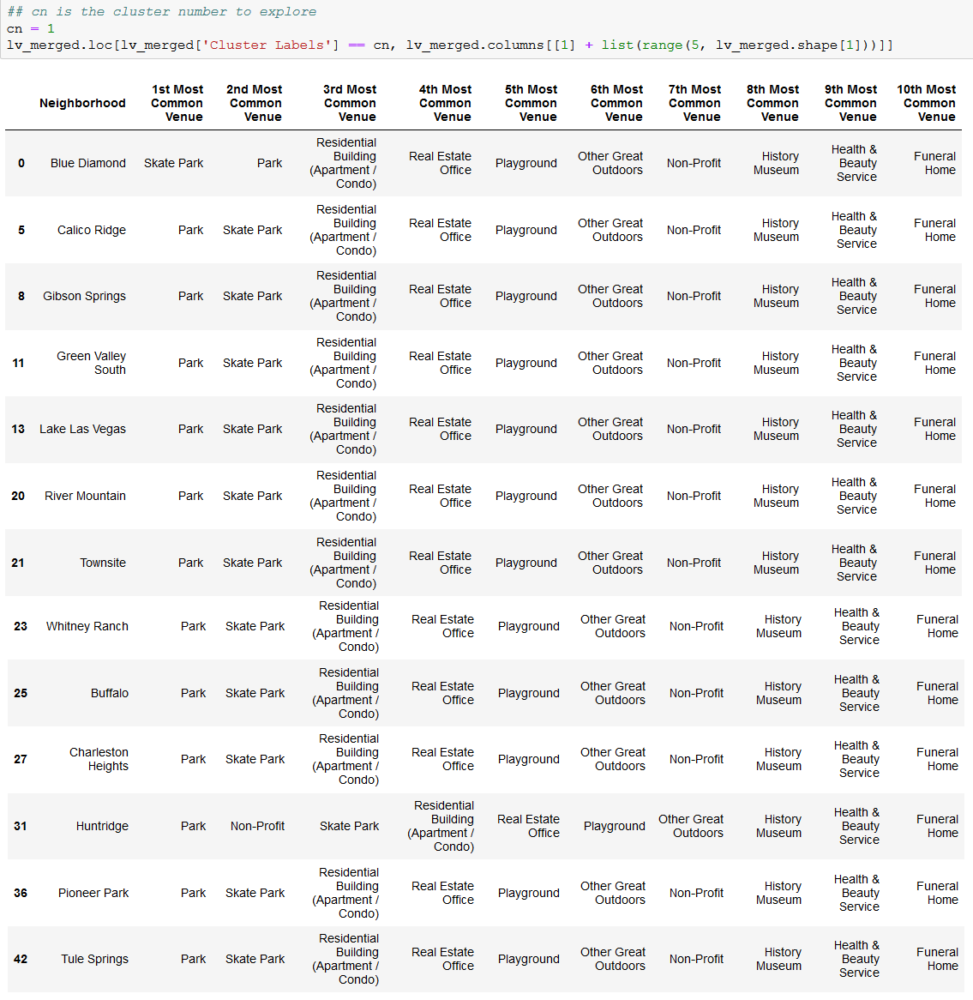 ## cn is the cluster number to explore
cn = 1
lv_merged.loc[lv_merged['Cluster Labels'] == cn, lv_merged.columns[[1] + list(range(5, lv_merged.shape[1]))]]
Neighborhood 1st Most Common Venue 2nd Most Common Venue 3rd Most Common Venue 4th Most Common Venue 5th Most Common Venue 6th Most Common Venue 7th Most Common Venue 8th Most Common Venue 9th Most Common Venue 10th Most Common Venue
0 Blue Diamond Skate Park Park Residential Building (Apartment / Condo) Real Estate Office Playground Other Great Outdoors Non-Profit History Museum Health & Beauty Service Funeral Home
5 Calico Ridge Park Skate Park Residential Building (Apartment / Condo) Real Estate Office Playground Other Great Outdoors Non-Profit History Museum Health & Beauty Service Funeral Home
8 Gibson Springs Park Skate Park Residential Building (Apartment / Condo) Real Estate Office Playground Other Great Outdoors Non-Profit History Museum Health & Beauty Service Funeral Home
11 Green Valley South Park Skate Park Residential Building (Apartment / Condo) Real Estate Office Playground Other Great Outdoors Non-Profit History Museum Health & Beauty Service Funeral Home
13 Lake Las Vegas Park Skate Park Residential Building (Apartment / Condo) Real Estate Office Playground Other Great Outdoors Non-Profit History Museum Health & Beauty Service Funeral Home
20 River Mountain Park Skate Park Residential Building (Apartment / Condo) Real Estate Office Playground Other Great Outdoors Non-Profit History Museum Health & Beauty Service Funeral Home
21 Townsite Park Skate Park Residential Building (Apartment / Condo) Real Estate Office Playground Other Great Outdoors Non-Profit History Museum Health & Beauty Service Funeral Home
23 Whitney Ranch Park Skate Park Residential Building (Apartment / Condo) Real Estate Office Playground Other Great Outdoors Non-Profit History Museum Health & Beauty Service Funeral Home
25 Buffalo Park Skate Park Residential Building (Apartment / Condo) Real Estate Office Playground Other Great Outdoors Non-Profit History Museum Health & Beauty Service Funeral Home
27 Charleston Heights Park Skate Park Residential Building (Apartment / Condo) Real Estate Office Playground Other Great Outdoors Non-Profit History Museum Health & Beauty Service Funeral Home
31 Huntridge Park Non-Profit Skate Park Residential Building (Apartment / Condo) Real Estate Office Playground Other Great Outdoors History Museum Health & Beauty Service Funeral Home
36 Pioneer Park Park Skate Park Residential Building (Apartment / Condo) Real Estate Office Playground Other Great Outdoors Non-Profit History Museum Health & Beauty Service Funeral Home
42 Tule Springs Park Skate Park Residential Building (Apartment / Condo) Real Estate Office Playground Other Great Outdoors Non-Profit History Museum Health & Beauty Service Funeral Home